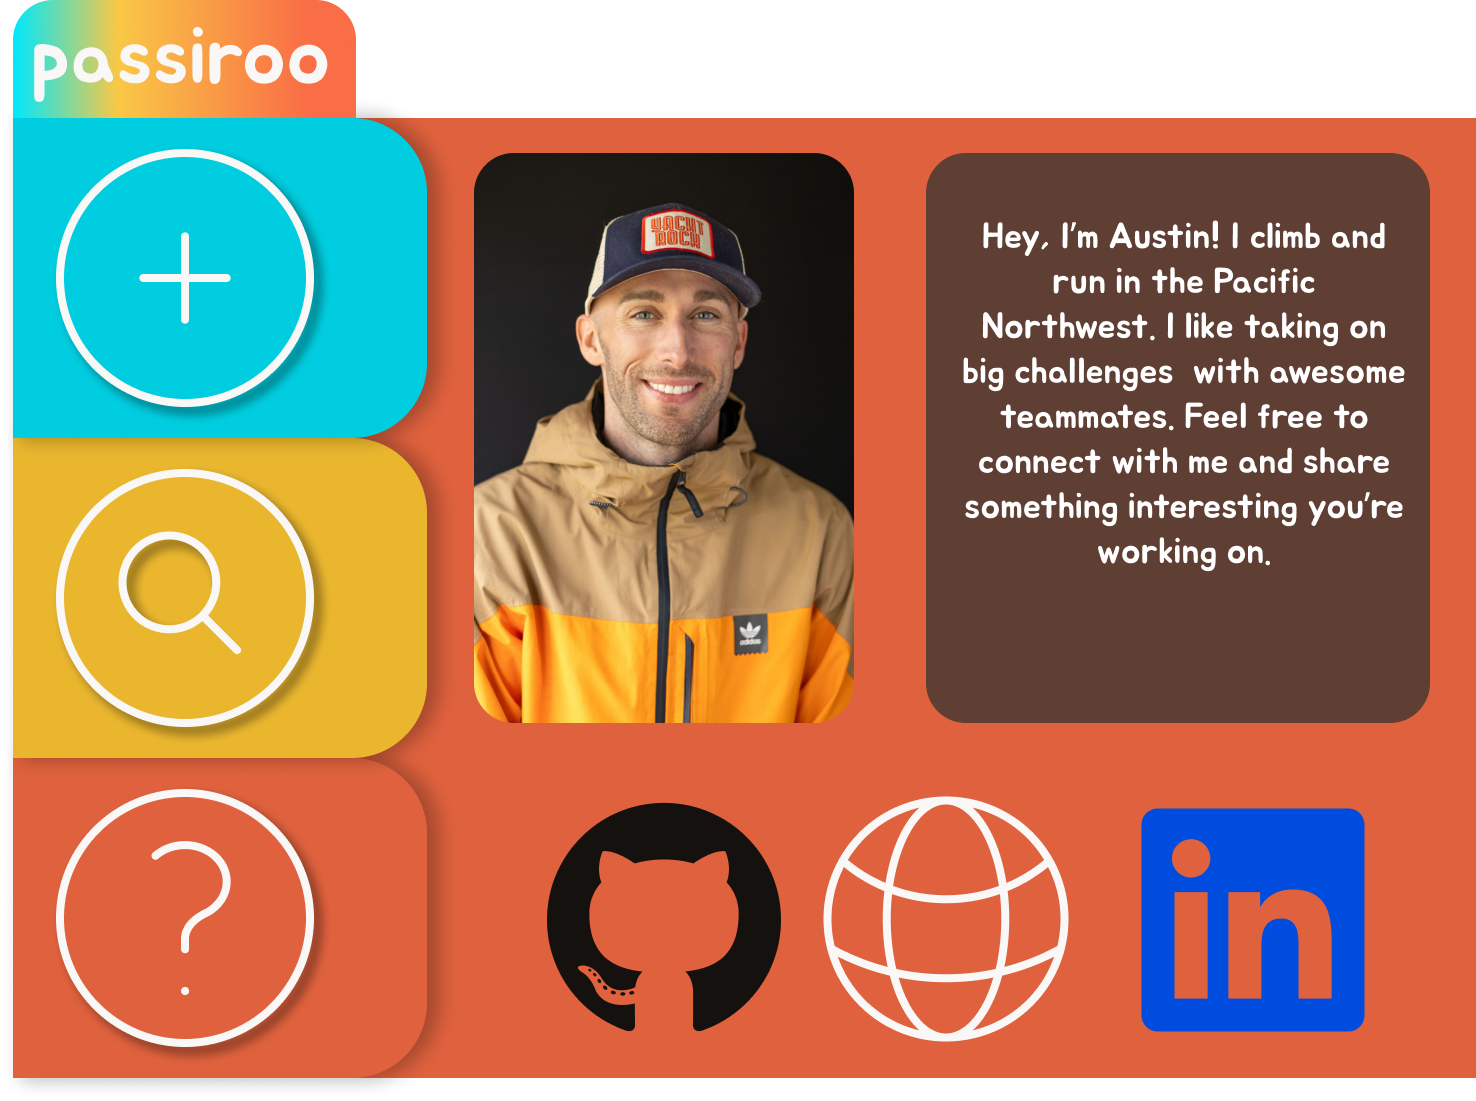 passiroo
YACHT
ROCK
adidas
Hey, I'm Austin! I climb and
run in the Pacific
Northwest. I like taking on
big challenges  with awesome
teammates. Feel free to
connect with me and share
something interesting you're
working on.
in